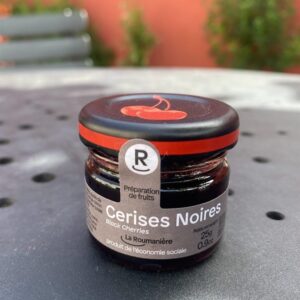 R
Préparation
de fruits
Cerises Noires
Black Cherries
La Roumanière
produit de l'économie sociale
25g
0.9oz